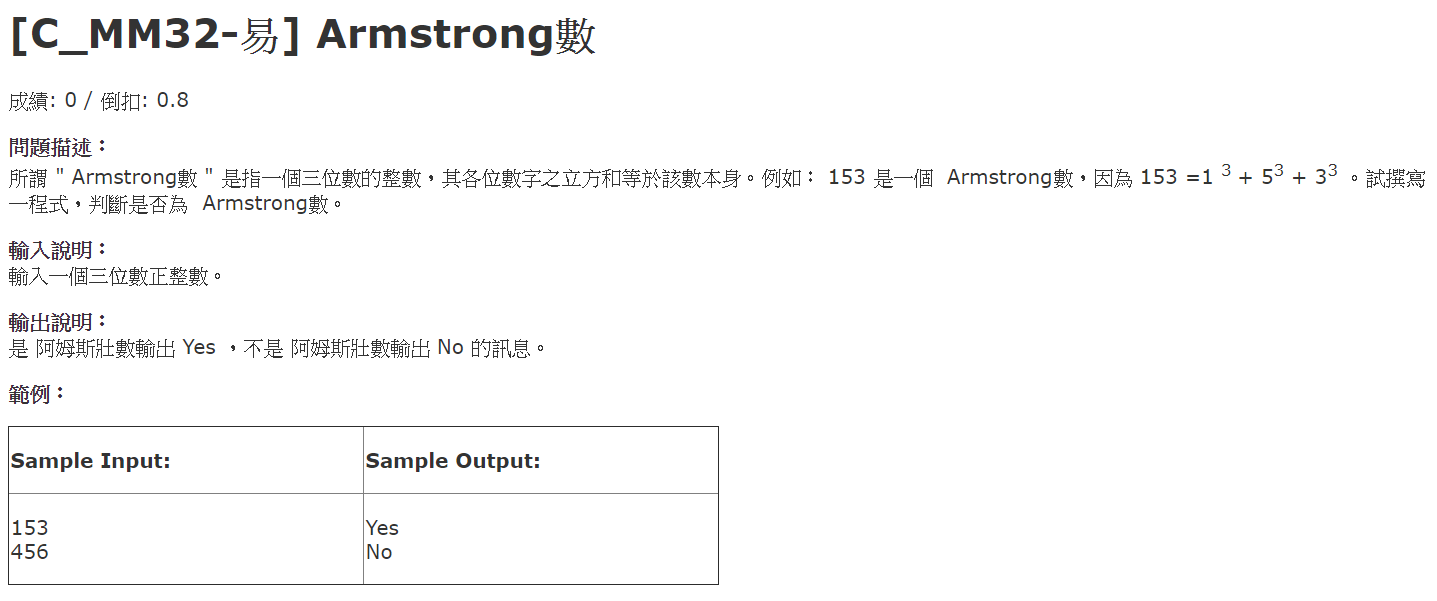 [C_MM32-易] Armstrong數
成績: 0 / 倒扣: 0.8
問題描述：
所謂 " Armstrong數 " 是指一個三位數的整數，其各位數字之立方和等於該數本身。例如： 153 是一個 Armstrong數，因為 153 =1 ³ + 5³ + 3³ 。試撰寫
一程式，判斷是否為 Armstrong數。
輸入說明：
輸入一個三位數正整數。
輸出說明：
是 阿姆斯壯數輸出 Yes ，不是 阿姆斯壯數輸出 No 的訊息。
範例：
Sample Input: Sample Output:
153 Yes
456 No